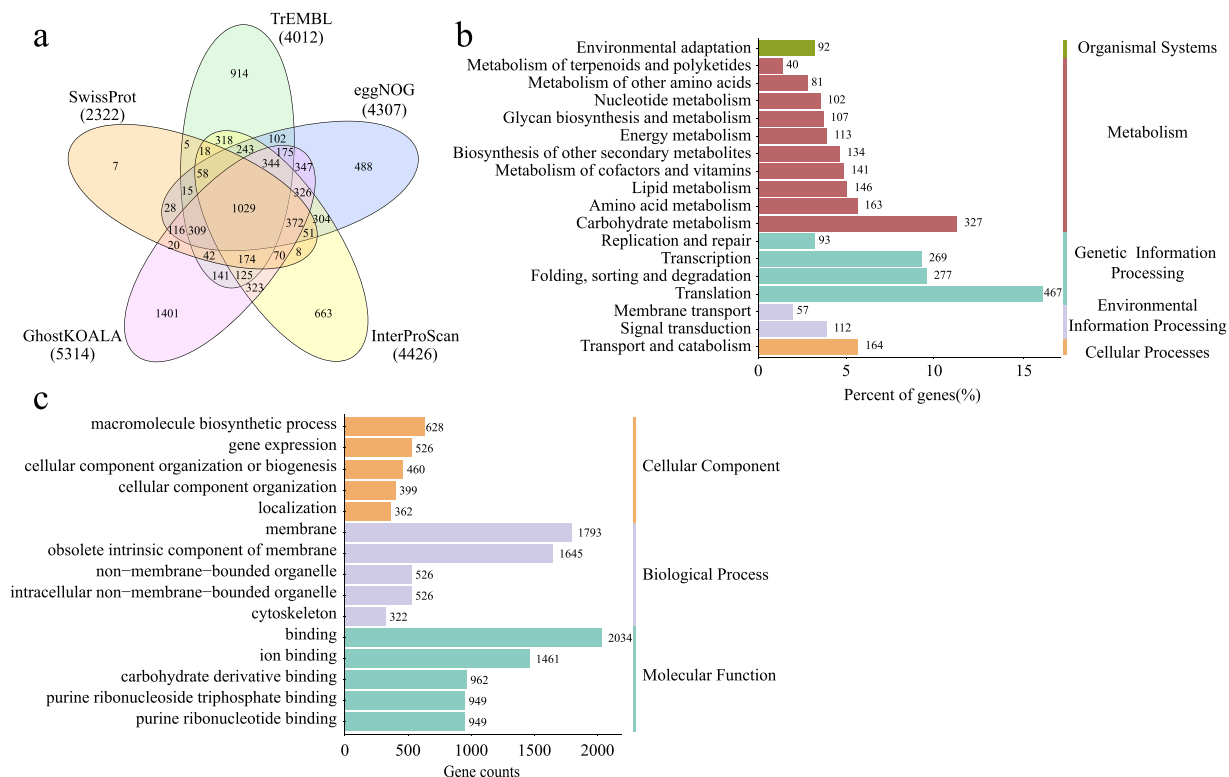 a
TrEMBL
(4012)
SwissProt
(2322)
eggNOG
(4307)
GhostKOALA
(5314)
InterProScan
(4426)
914
5
318
102
18
243
175
7
58
344
347
488
15
326
28
1029
304
416
309
372
51
20
42
174
70
8
141
125
323
1401
663
b
Environmental adaptation 92
Metabolism of terpenoids and polyketides 40
Metabolism of other amino acids 81
Nucleotide metabolism 102
Glycan biosynthesis and metabolism 107
Energy metabolism 113
Biosynthesis of other secondary metabolites 134
Metabolism of cofactors and vitamins 141
Lipid metabolism 146
Amino acid metabolism 163
Carbohydrate metabolism 327
Replication and repair 93
Transcription 269
Folding, sorting and degradation 277
Translation 467
Membrane transport 57
Signal transduction 112
Transport and catabolism 164
0 5 10 15
Percent of genes(%)
Organismal Systems
Metabolism
Genetic Information
Processing
Environmental
Information Processing
Cellular Processes
c
macromolecule biosynthetic process 628
gene expression 526
cellular component organization or biogenesis 460
cellular component organization 399
localization 362
membrane 1793
obsolete intrinsic component of membrane 1645
non−membrane−bounded organelle 526
intracellular non−membrane−bounded organelle 526
cytoskeleton 322
binding 2034
ion binding 1461
carbohydrate derivative binding 962
purine ribonucleoside triphosphate binding 949
purine ribonucleotide binding 949
0 500 1000 1500 2000
Gene counts
Cellular Component
Biological Process
Molecular Function